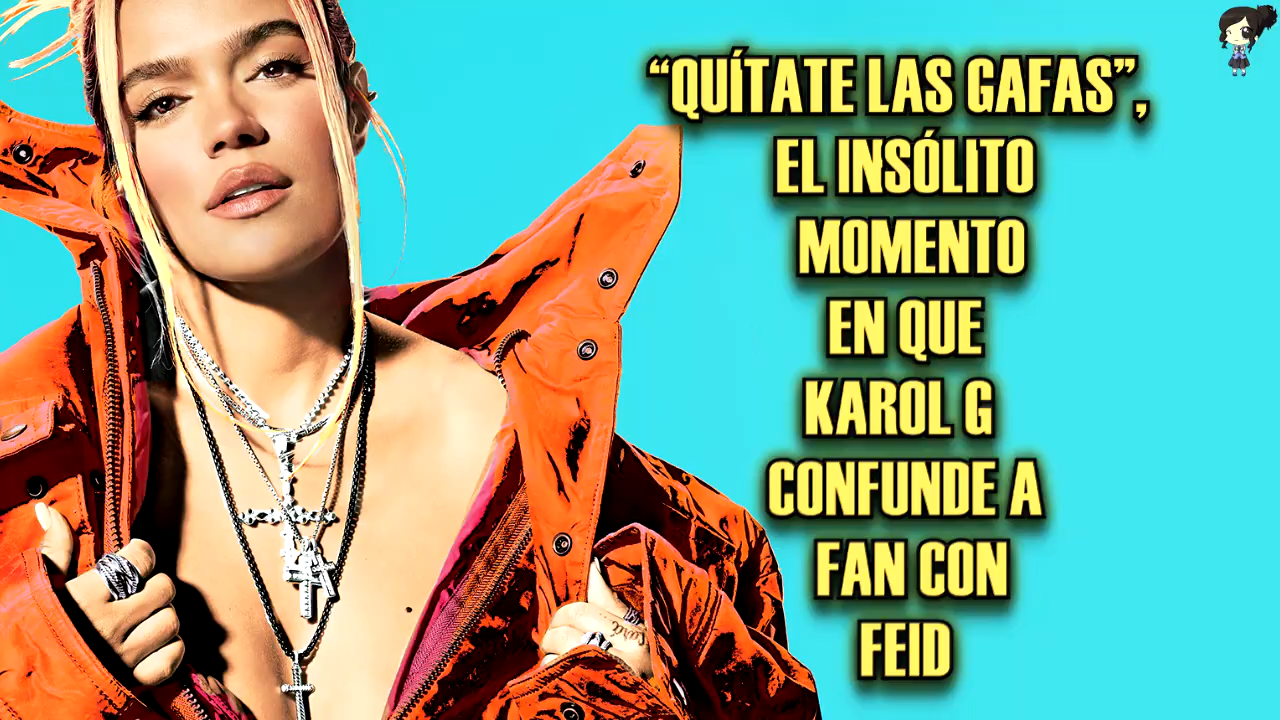 “QUÍTATE LAS GAFAS”,
EL INSÓLITO
MOMENTO
EN QUE
KAROL G
CONFUNDE A
FAN CON
FEID